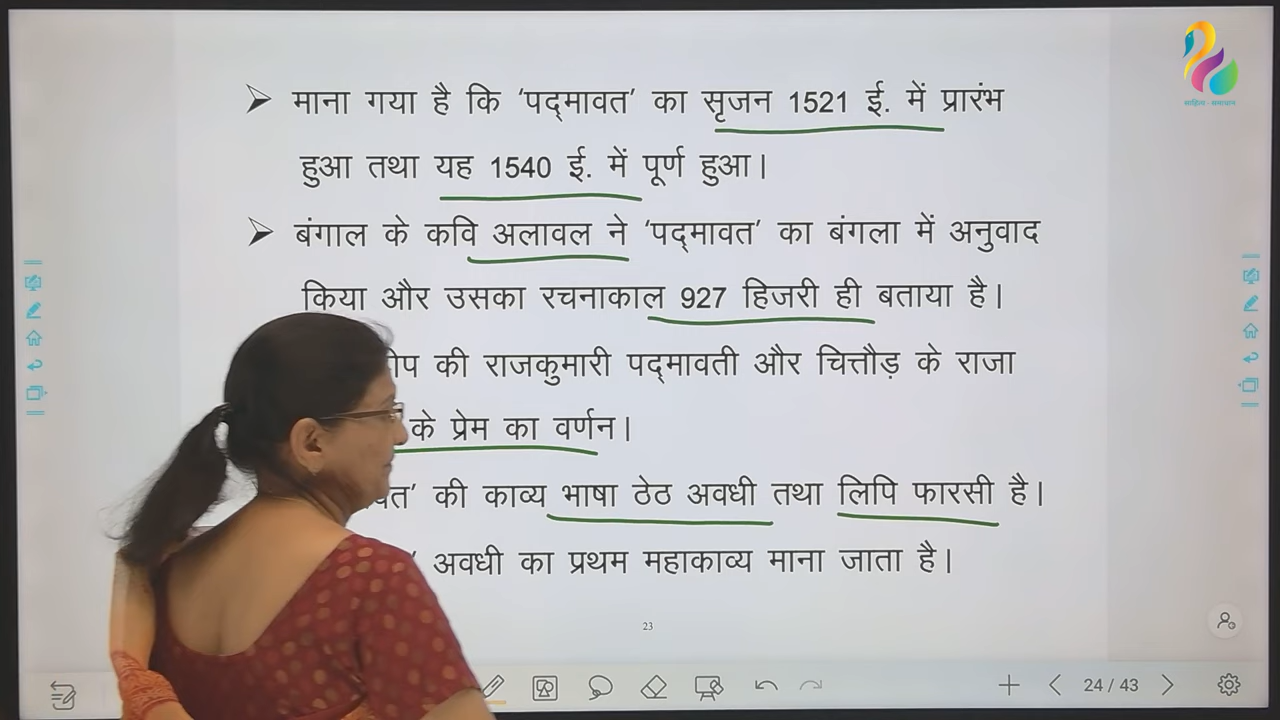 साहित्य - समाधान
➢ माना गया है कि 'पद्मावत' का सृजन 1521 ई. में प्रारंभ
हुआ तथा यह 1540 ई. में पूर्ण हुआ।
➢ बंगाल के कवि अलावल ने 'पद्मावत' का बंगला में अनुवाद
किया और उसका रचनाकाल 927 हिजरी ही बताया है।
की राजकुमारी पद्मावती और चित्तौड़ के राजा
के प्रेम का वर्णन।
की काव्य भाषा ठेठ अवधी तथा लिपि फारसी है।
अवधी का प्रथम महाकाव्य माना जाता है।
23
24 / 43